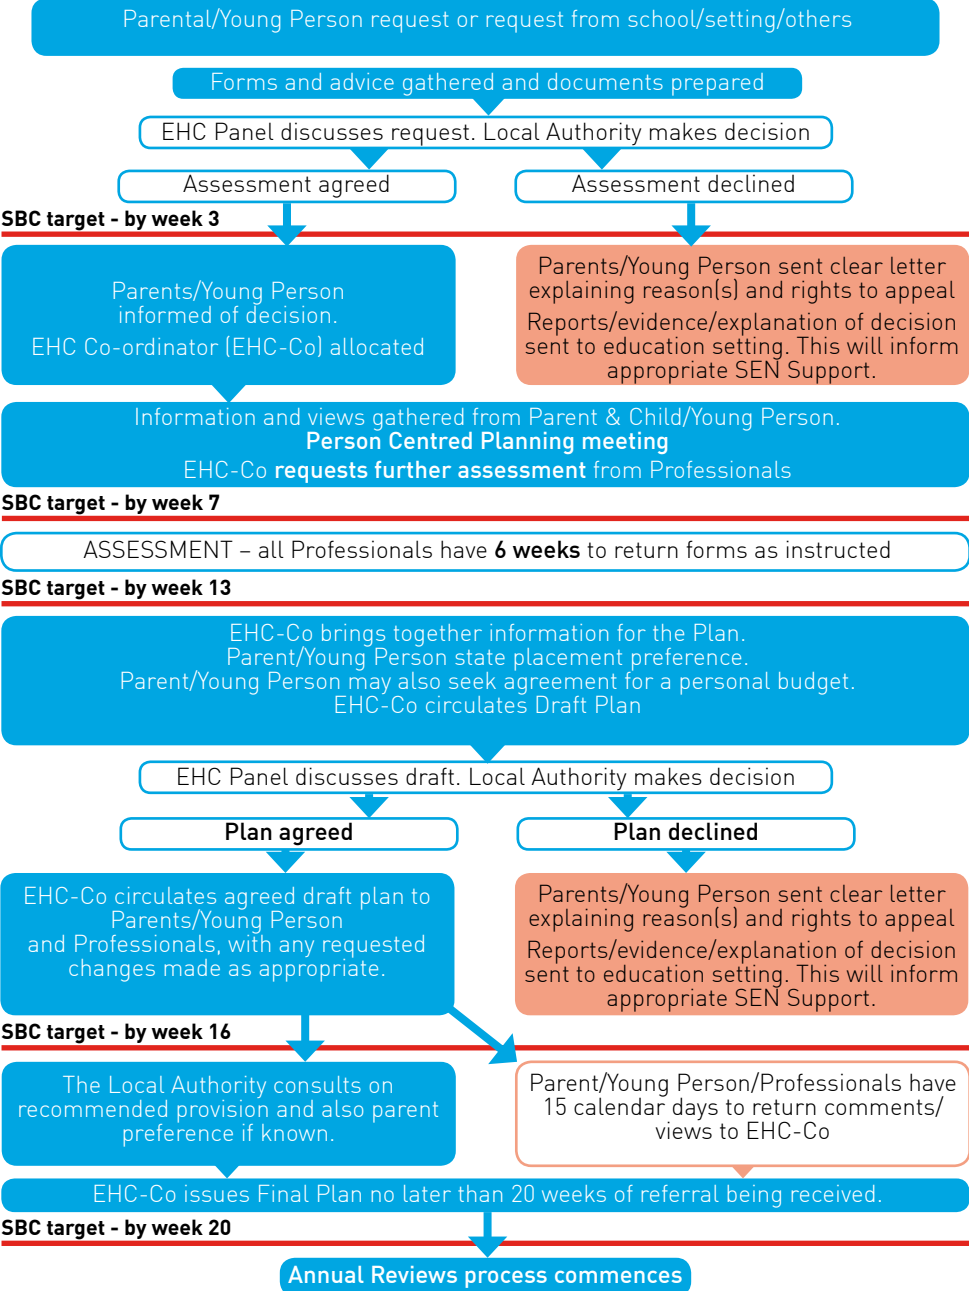 Parental/Young Person request or request from school/setting/others
Forms and advice gathered and documents prepared
EHC Panel discusses request. Local Authority makes decision
Assessment agreed
Assessment declined
SBC target - by week 3
Parents/Young Person
informed of decision.
EHC Co-ordinator (EHC-Co) allocated
Parents/Young Person sent clear letter
explaining reason(s) and rights to appeal
Reports/evidence/explanation of decision
sent to education setting. This will inform
appropriate SEN Support.
Information and views gathered from Parent & Child/Young Person.
Person Centred Planning meeting
EHC-Co requests further assessment from Professionals
SBC target - by week 7
ASSESSMENT – all Professionals have 6 weeks to return forms as instructed
SBC target - by week 13
EHC-Co brings together information for the Plan.
Parent/Young Person state placement preference.
Parent/Young Person may also seek agreement for a personal budget.
EHC-Co circulates Draft Plan
EHC Panel discusses draft. Local Authority makes decision
Plan agreed
Plan declined
EHC-Co circulates agreed draft plan to
Parents/Young Person
and Professionals, with any requested
changes made as appropriate.
Parents/Young Person sent clear letter
explaining reason(s) and rights to appeal
Reports/evidence/explanation of decision
sent to education setting. This will inform
appropriate SEN Support.
SBC target - by week 16
The Local Authority consults on
recommended provision and also parent
preference if known.
Parent/Young Person/Professionals have
15 calendar days to return comments/
views to EHC-Co
EHC-Co issues Final Plan no later than 20 weeks of referral being received.
SBC target - by week 20
Annual Reviews process commences